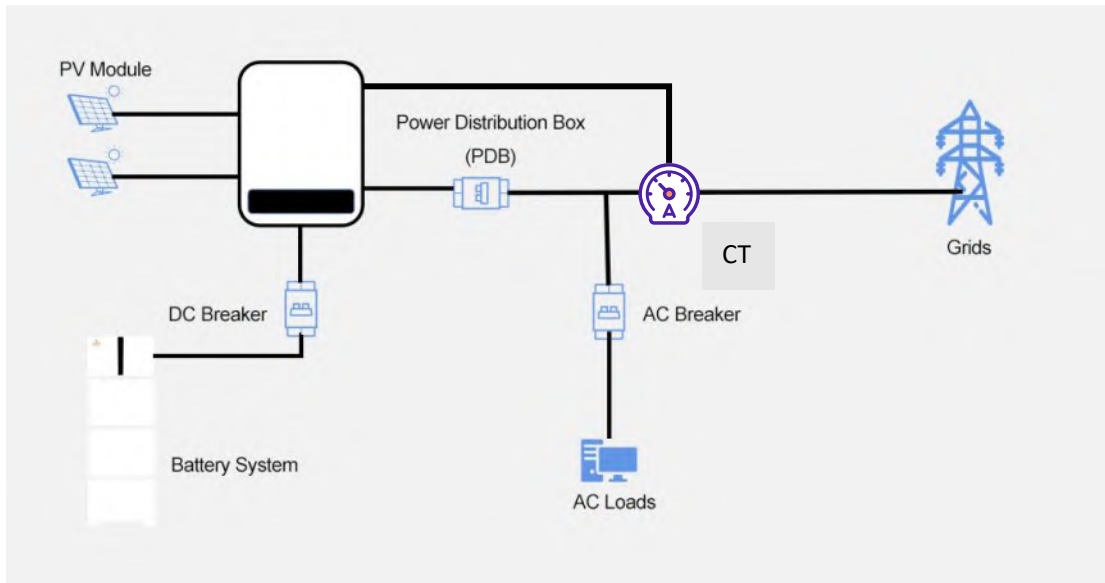 PV Module
Power Distribution Box
(PDB)
A
CT
Grids
DC Breaker
AC Breaker
Battery System
AC Loads